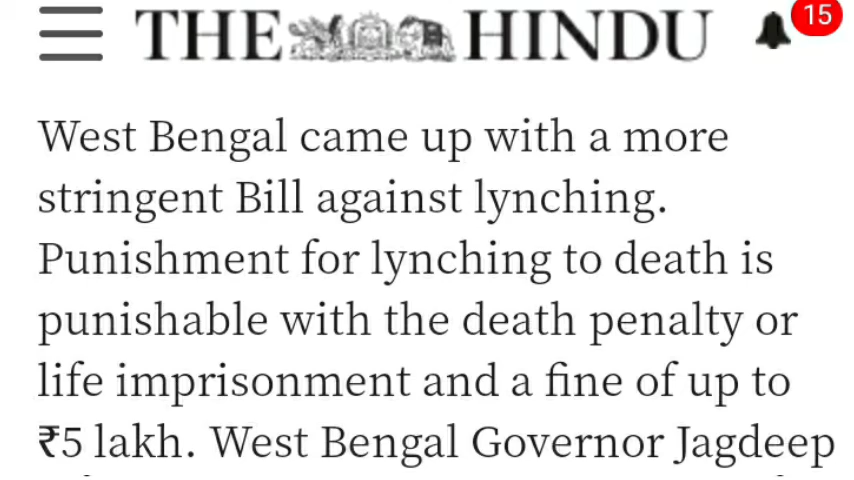 THE HINDU
15
West Bengal came up with a more
stringent Bill against lynching.
Punishment for lynching to death is
punishable with the death penalty or
life imprisonment and a fine of up to
₹5 lakh. West Bengal Governor Jagdeep